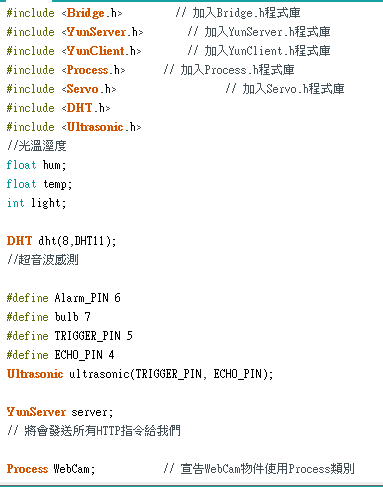 #include <Bridge.h> // 加入Bridge.h程式庫
#include <YunServer.h> // 加入YunServer.h程式庫
#include <YunClient.h> // 加入YunClient.h程式庫
#include <Process.h> // 加入Process.h程式庫
#include <Servo.h> // 加入Servo.h程式庫
#include <DHT.h>
#include <Ultrasonic.h>
//光溫溼度
float hum;
float temp;
int light;
DHT dht(8,DHT11);
//超音波感測
#define Alarm_PIN 6
#define bulb 7
#define TRIGGER_PIN 5
#define ECHO_PIN 4
Ultrasonic ultrasonic(TRIGGER_PIN, ECHO_PIN);
YunServer server;
// 將會發送所有HTTP指令給我們
Process WebCam; // 宣告WebCam物件使用Process類別